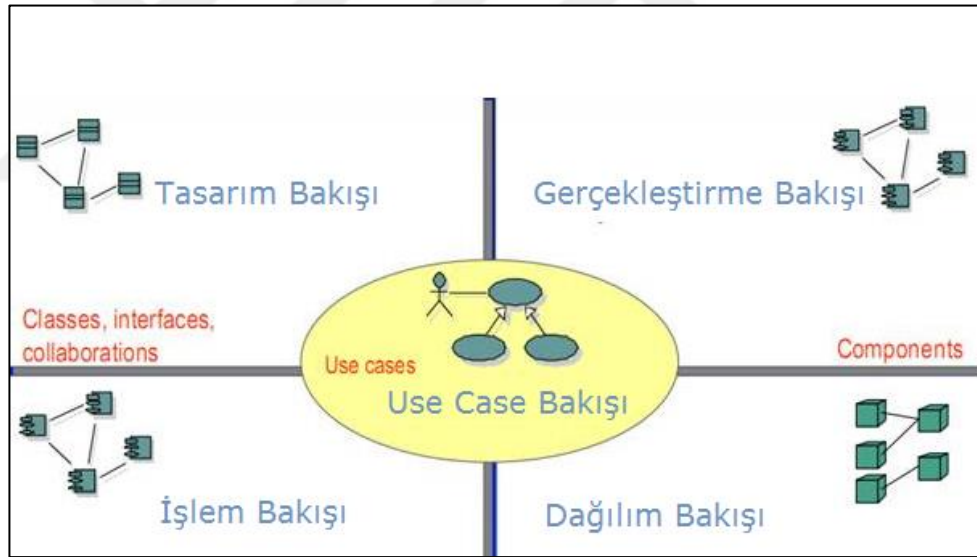 Tasarım Bakışı
Gerçekleştirme Bakışı
Classes, interfaces,
collaborations
Use cases
Components
Use Case Bakışı
İşlem Bakışı
Dağılım Bakışı